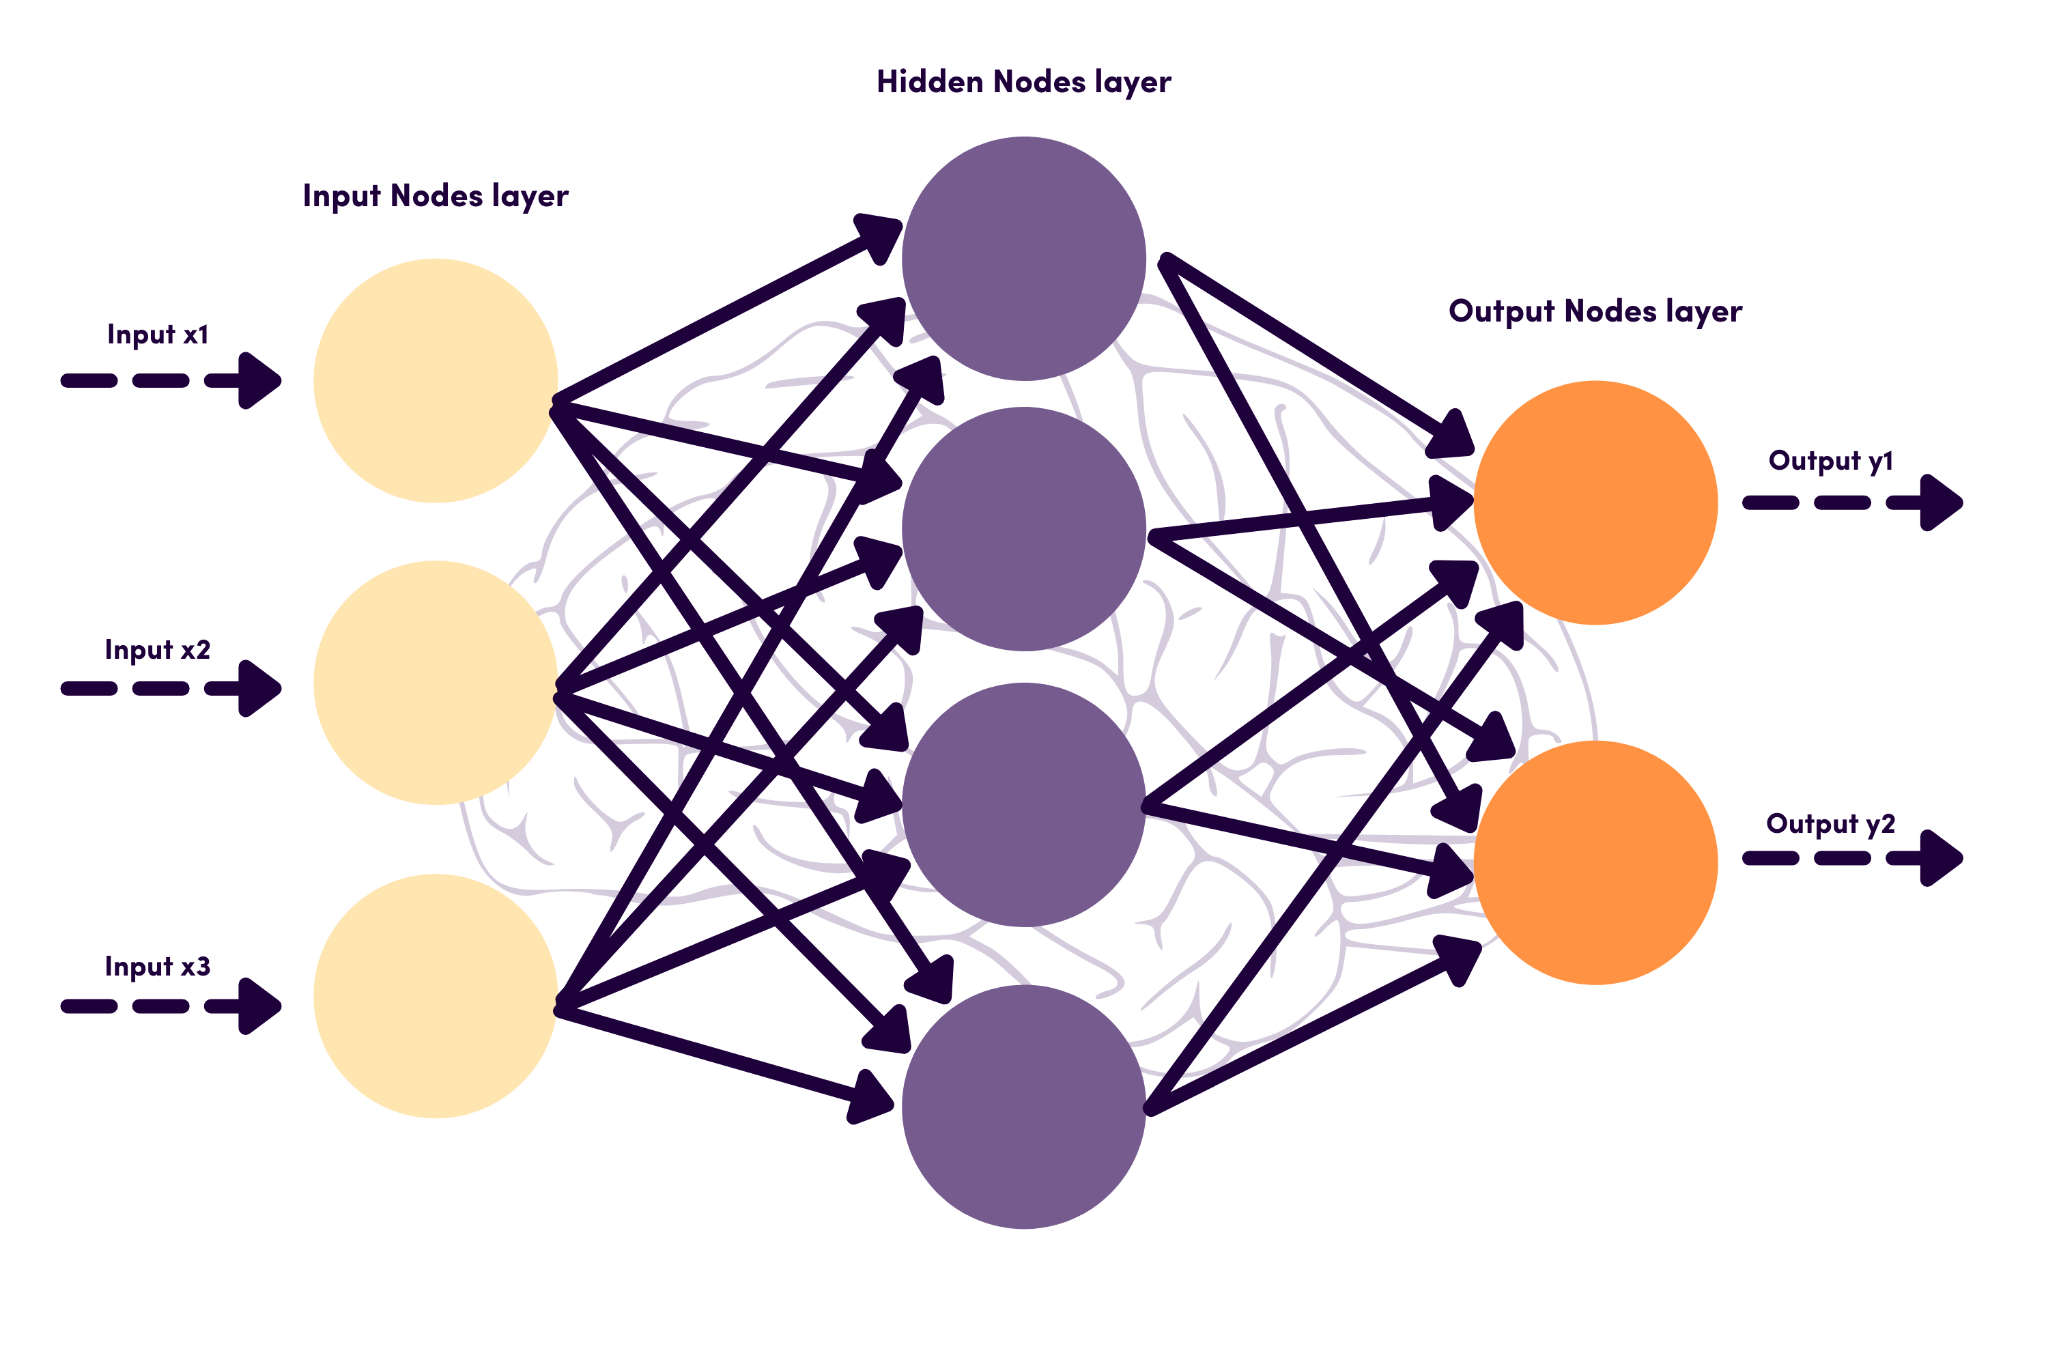 Hidden Nodes layer
Input Nodes layer
Output Nodes layer
Input x1
Input x2
Input x3
Output y1
Output y2